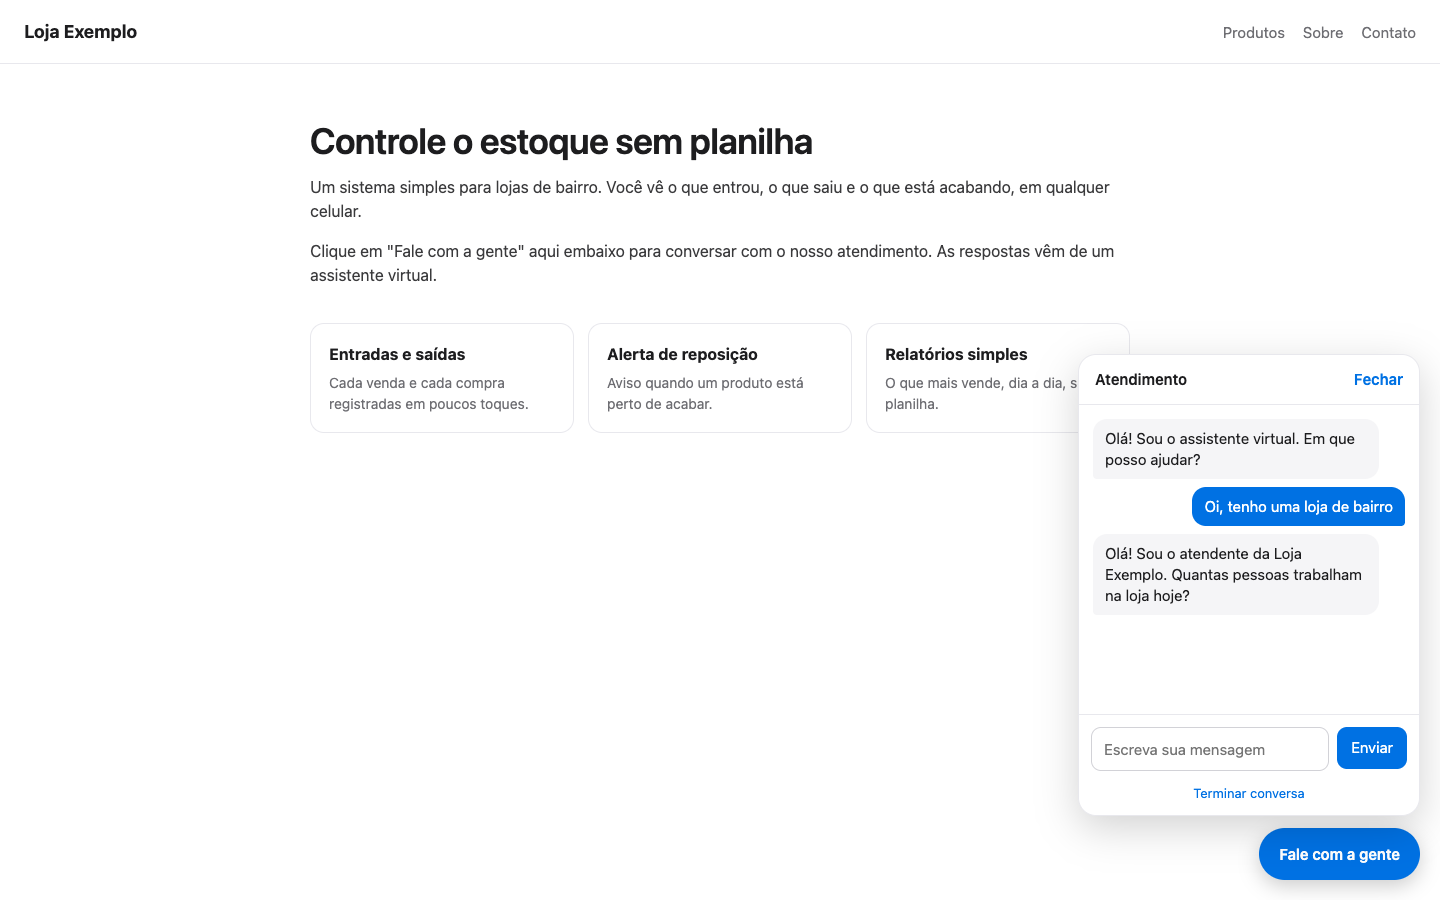 Loja Exemplo
Produtos Sobre Contato
Controle o estoque sem planilha
Um sistema simples para lojas de bairro. Você vê o que entrou, o que saiu e o que está acabando, em qualquer
celular.
Clique em "Fale com a gente" aqui embaixo para conversar com o nosso atendimento. As respostas vêm de um
assistente virtual.
Entradas e saídas
Cada venda e cada compra
registradas em poucos toques.
Alerta de reposição
Aviso quando um produto está
perto de acabar.
Relatórios simples
O que mais vende, dia a dia, s
planilha.
Atendimento
Fechar
Olá! Sou o assistente virtual. Em que
posso ajudar?
Oi, tenho uma loja de bairro
Olá! Sou o atendente da Loja
Exemplo. Quantas pessoas trabalham
na loja hoje?
Escreva sua mensagem
Enviar
Terminar conversa
Fale com a gente